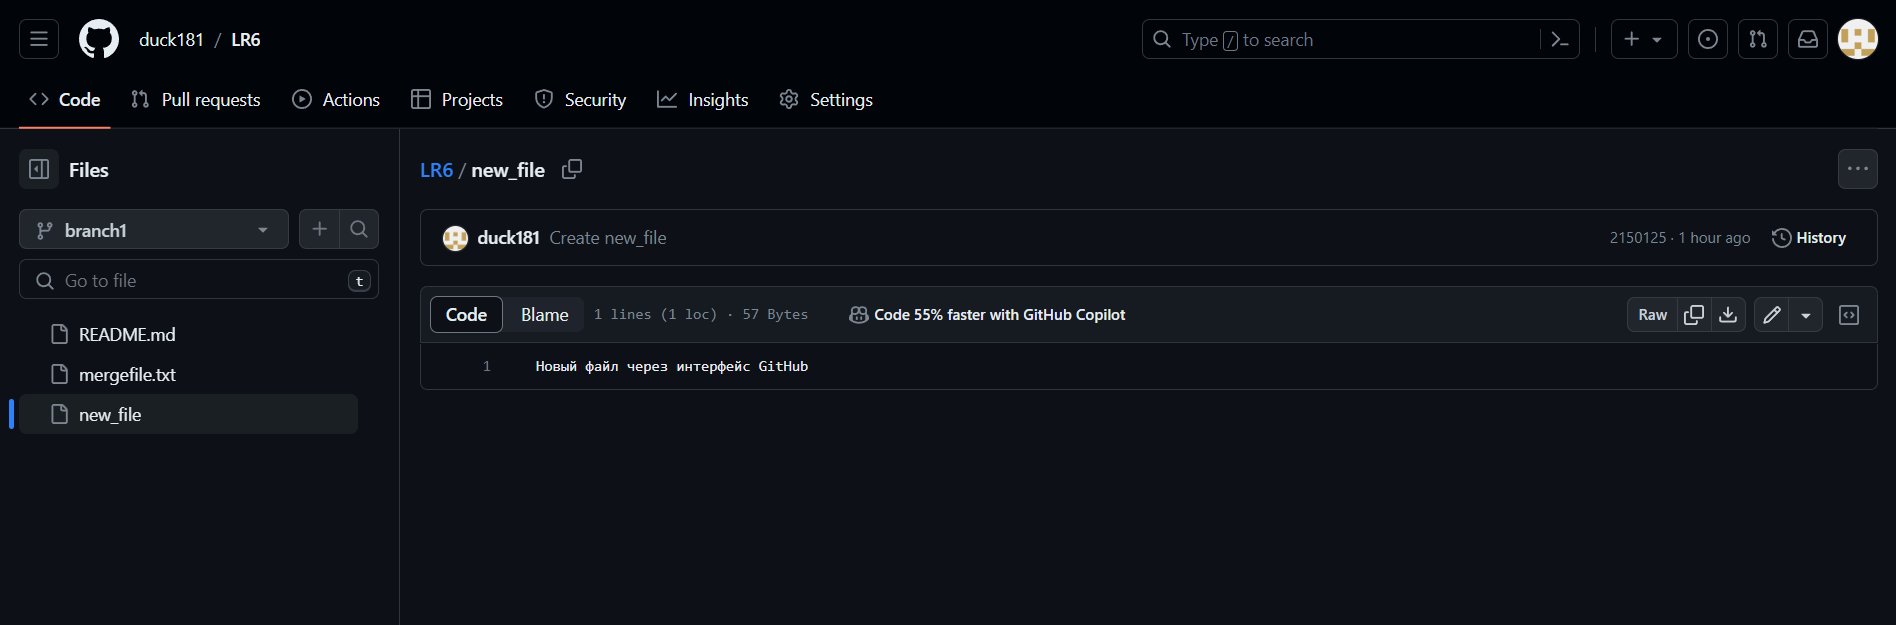 duck181 / LR6
Type / to search
Code
Pull requests
Actions
Projects
Security
Insights
Settings
Files
branch1
Go to file
t
README.md
mergefile.txt
new_file
LR6 / new_file
duck181 Create new_file
2150125 · 1 hour ago
History
Code
Blame
1 lines (1 loc) · 57 Bytes
Code 55% faster with GitHub Copilot
Raw
1
Новый файл через интерфейс GitHub